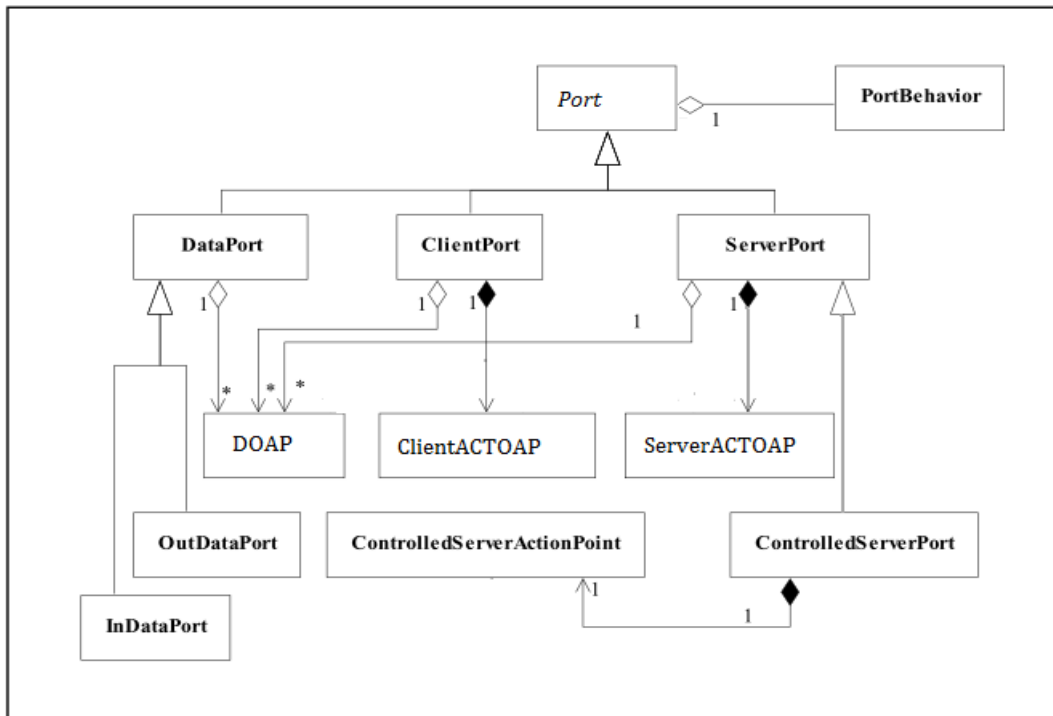 Port
PortBehavior
1
DataPort
ClientPort
ServerPort
1
1
1
1
1
*
*
*
DOAP
ClientACTOAP
ServerACTOAP
OutDataPort
ControlledServerActionPoint
ControlledServerPort
1
1
InDataPort